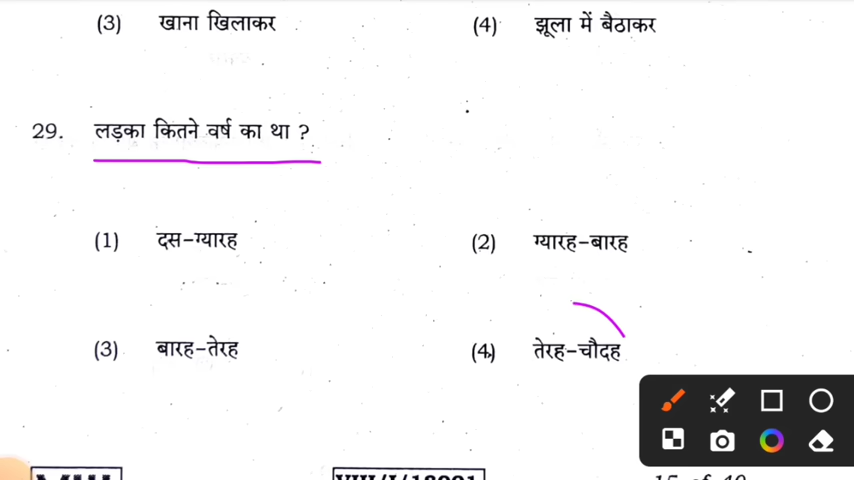 (3) खाना खिलाकर (4) झूला में बैठाकर
29. लड़का कितने वर्ष का था ?
(1) दस-ग्यारह (2) ग्यारह-बारह
(3) बारह-तेरह (4) तेरह-चौदह